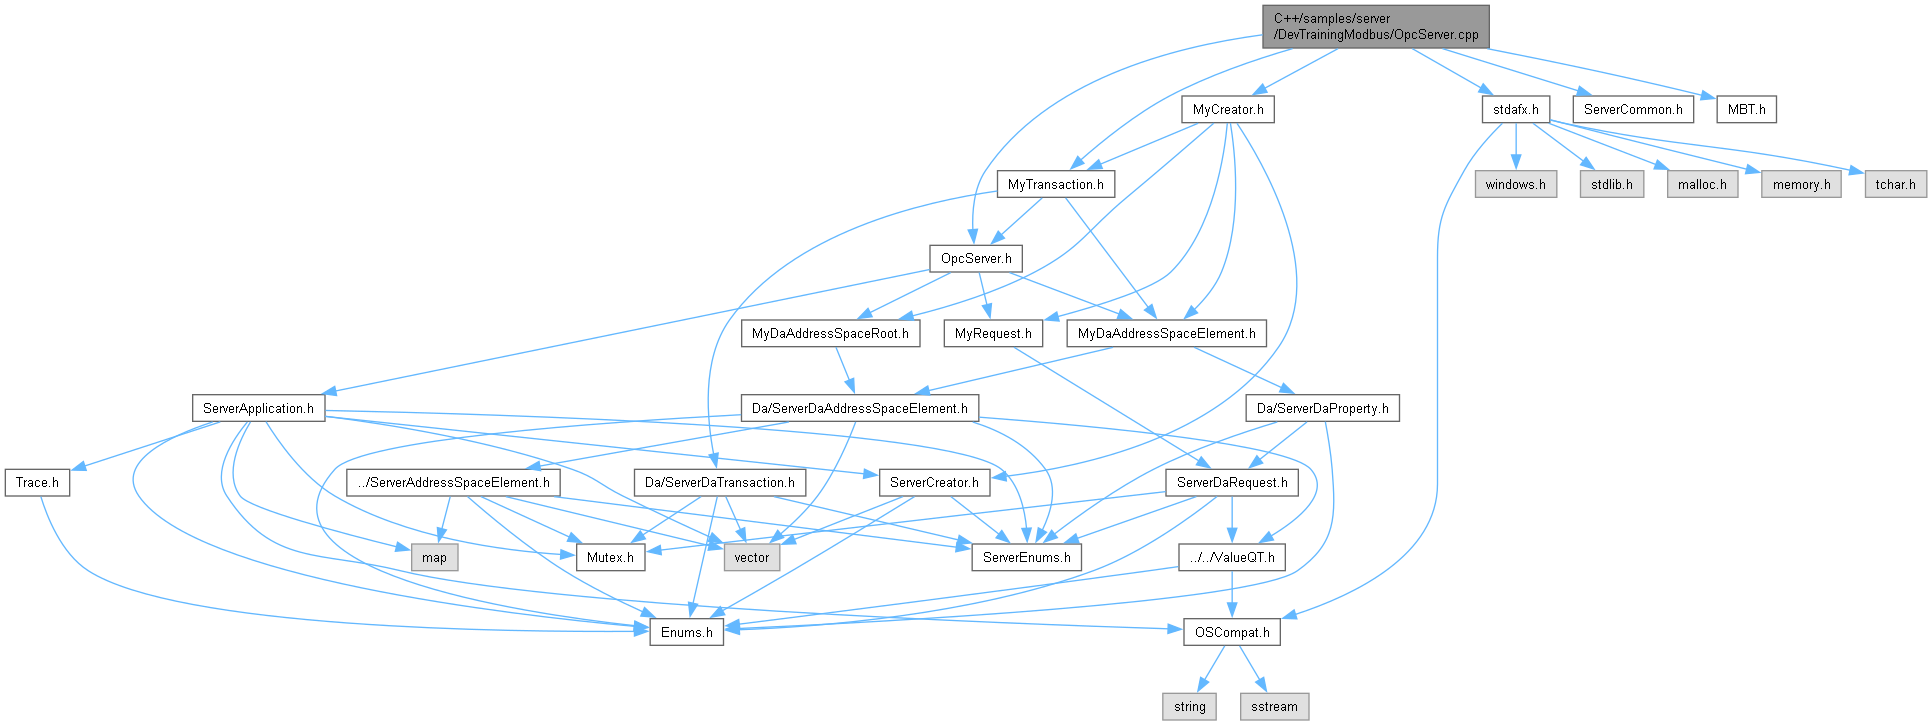 C++/samples/server
/DevTrainingModbus/OpcServer.cpp
MyCreator.h
stdafx.h
ServerCommon.h
MBT.h
MyTransaction.h
windows.h
stdlib.h
malloc.h
memory.h
tchar.h
OpcServer.h
MyDaAddressSpaceRoot.h
MyRequest.h
MyDaAddressSpaceElement.h
ServerApplication.h
Da/ServerDaAddressSpaceElement.h
Da/ServerDaProperty.h
Trace.h
../ServerAddressSpaceElement.h
Da/ServerDaTransaction.h
ServerCreator.h
ServerDaRequest.h
map
Mutex.h
vector
ServerEnums.h
../../ValueQT.h
Enums.h
OSCompat.h
string
sstream